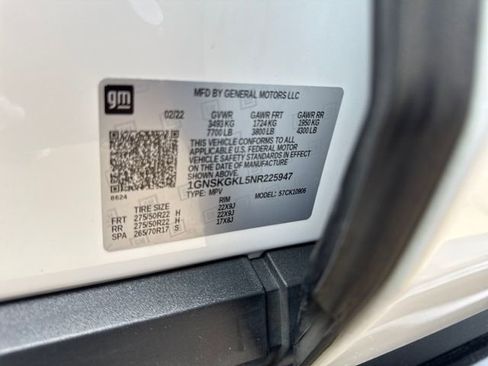 gm
MFD BY GENERAL MOTORS LLC
02/22 GVWR GAWR FRT GAWR RR
3493 KG 1724 KG 1950 KG
7700 LB 3800 LB 4300 LB
THIS VEHICLE CONFORMS TO ALL APPLICABLE
U.S. FEDERAL MOTOR
VEHICLE SAFETY
STANDARDS IN EFFECT
ON THE DATE OF MANUFACTURE
SHOWN ABOVE.
1GNSKGKL5NR225947
8624
TYPE: MPV MODEL: S7CK10906
TIRE SIZE RIM
FRT 275/50R22 H 22X9J
RR 275/50R22 H 22X9J
SPA 265/70R17 S 17X8J